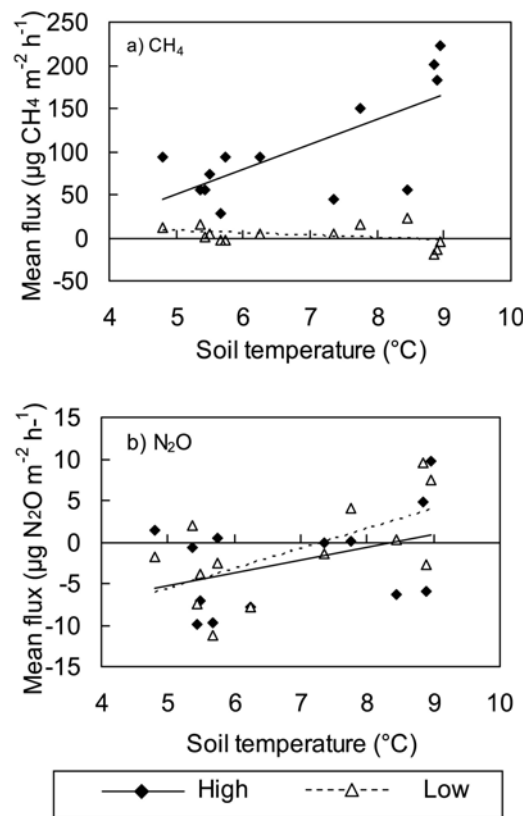 a) CH₄
Mean flux (µg CH₄ m⁻² h⁻¹)
250
200
150
100
50
0
-50
4 5 6 7 8 9 10
Soil temperature (°C)
b) N₂O
Mean flux (µg N₂O m⁻² h-¹)
15
10
5
0
-5
-10
-15
4 5 6 7 8 9 10
Soil temperature (°C)
High Low